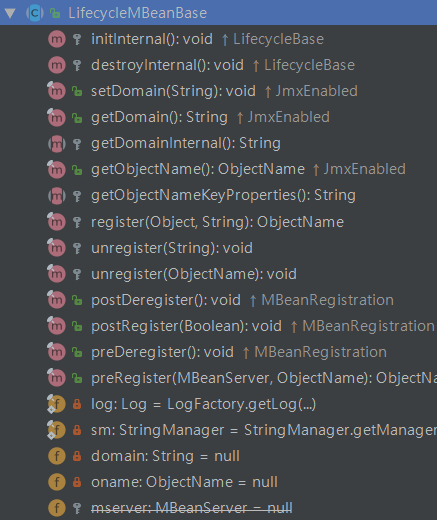 LifecycleMBeanBase
initInternal(): void ↑ LifecycleBase
destroyInternal(): void ↑ LifecycleBase
setDomain(String): void ↑ JmxEnabled
getDomain(): String ↑ JmxEnabled
getDomainInternal(): String
getObjectName(): ObjectName ↑ JmxEnabled
getObjectNameKeyProperties(): String
register(Object, String): ObjectName
unregister(String): void
unregister(ObjectName): void
postDeregister(): void ↑ MBeanRegistration
postRegister(Boolean): void ↑ MBeanRegistration
preDeregister(): void ↑ MBeanRegistration
preRegister(MBeanServer, ObjectName): ObjectNa
log: Log = LogFactory.getLog(...)
sm: StringManager = StringManager.getManager
domain: String = null
oname: ObjectName = null
mserver: MBeanServer = null